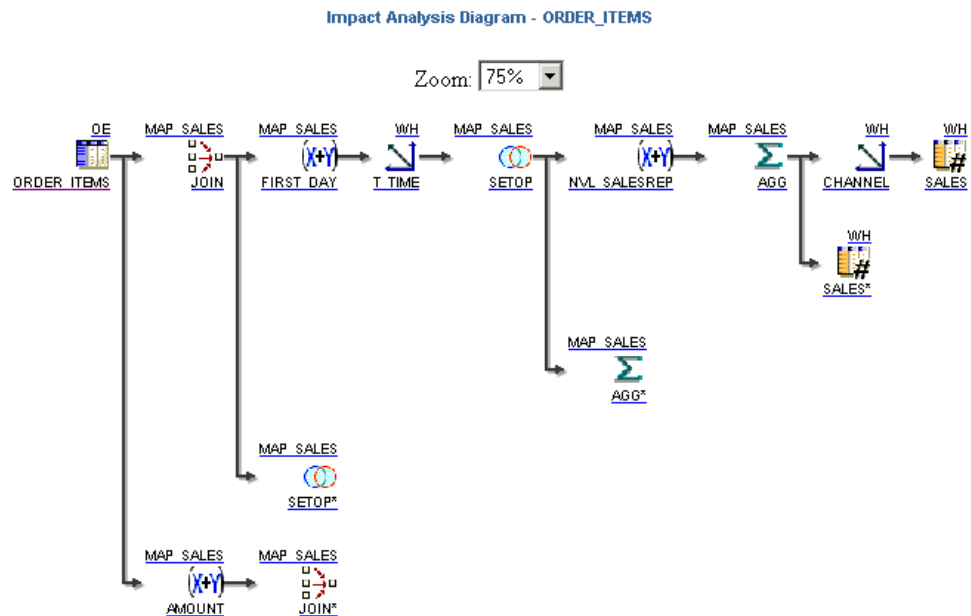 Impact Analysis Diagram - ORDER_ITEMS
Zoom: 75%
OE MAP_SALES MAP_SALES WH MAP_SALES MAP_SALES MAP_SALES WH WH
(X+Y) (X+Y) Σ #
ORDER_ITEMS JOIN FIRST_DAY T_TIME SETOP NVL_SALESREP AGG CHANNEL SALES
WH
#
SALES*
MAP_SALES
Σ
AGG*
MAP_SALES
SETOP*
MAP_SALES MAP_SALES
(X+Y)
AMOUNT JOIN*